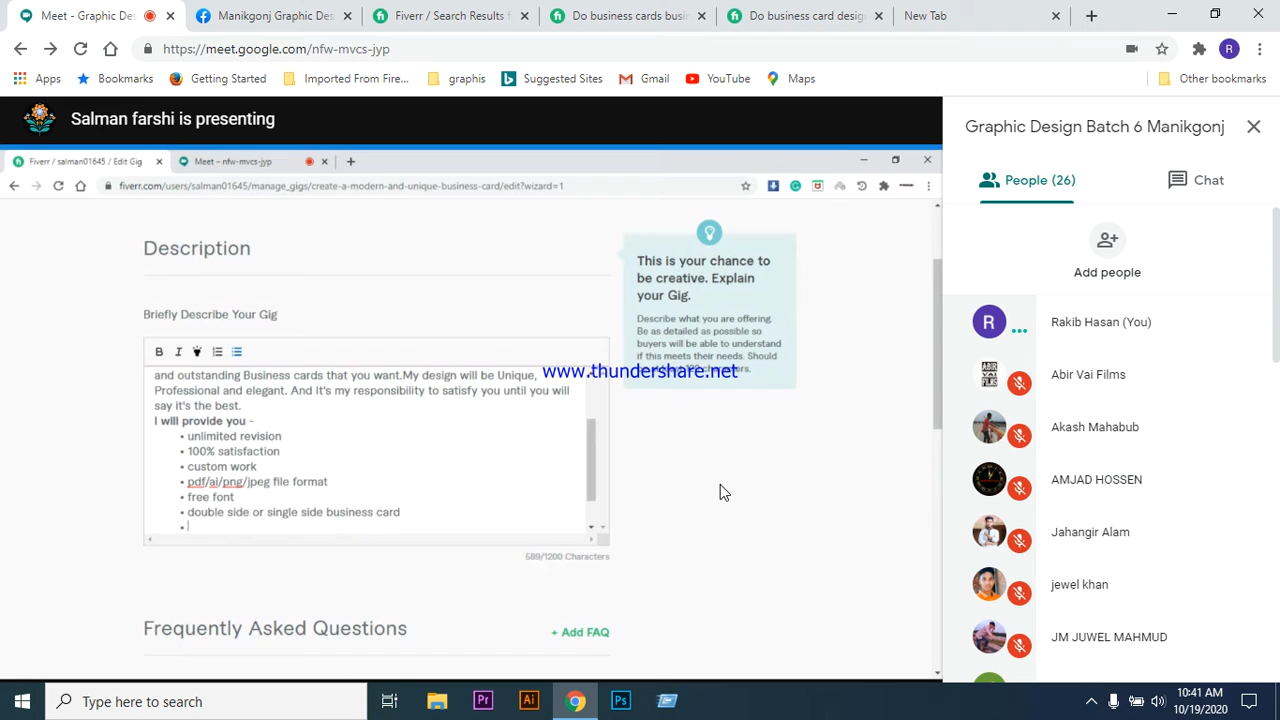 Meet - Graphic Des
Manikgonj Graphic Des
Fiverr / Search Results f
Do business cards busin
Do business card design
New Tab
https://meet.google.com/nfw-mvcs-jyp
R
Apps
Bookmarks
Getting Started
Imported From Fire...
graphis
Suggested Sites
Gmail
YouTube
Maps
Other bookmarks
Salman farshi is presenting
Fiverr / salman01645 / Edit Gig
Meet – nfw-mvcs-jyp
fiverr.com/users/salman01645/manage_gigs/create-a-modern-and-unique-business-card/edit?wizard=1
Description
Briefly Describe Your Gig
B I
and outstanding Business cards that you want.My design will be Unique,
Professional and elegant. And It's my responsibility to satisfy you until you will
say it's the best.
I will provide you -
• unlimited revision
• 100% satisfaction
• custom work
• pdf/ai/png/jpeg file format
• free font
• double side or single side business card
•
589/1200 Characters
Frequently Asked Questions
+ Add FAQ
This is your chance to
be creative. Explain
your Gig.
Describe what you are offering.
Be as detailed as possible so
buyers will be able to understand
if this meets their needs. Should
characters.
www.thundershare.net
Graphic Design Batch 6 Manikgonj
People (26)
Chat
Add people
R
Rakib Hasan (You)
ABIR VAI FILMS
Abir Vai Films
Akash Mahabub
AMJAD HOSSEN
Jahangir Alam
jewel khan
JM JUWEL MAHMUD
Type here to search
Pr
Ai
Ps
10:41 AM
10/19/2020